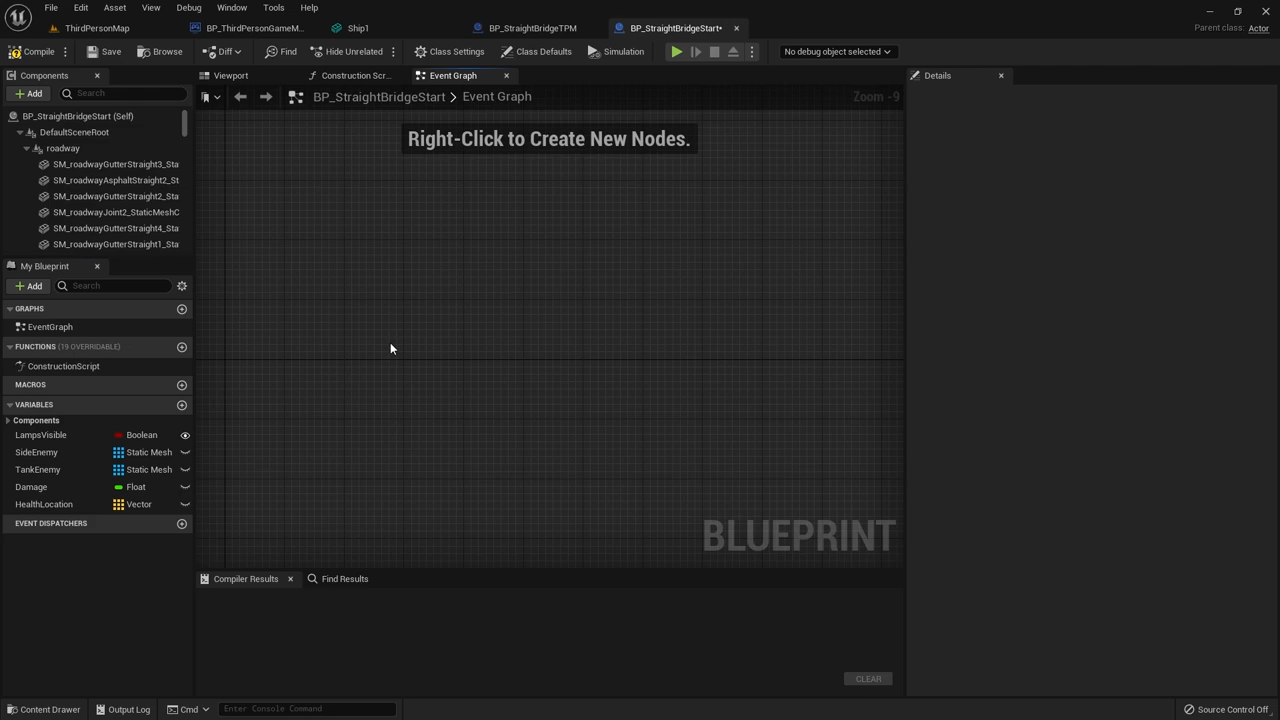 File Edit Asset View Debug Window Tools Help
ThirdPersonMap BP_ThirdPersonGameM... Ship1 BP_StraightBridgeTPM BP_StraightBridgeStart• Parent class: Actor
Compile Save Browse Diff Find Hide Unrelated Class Settings Class Defaults Simulation No debug object selected
Components Viewport Construction Scr... Event Graph Details
Add Search BP_StraightBridgeStart > Event Graph Zoom -9
BP_StraightBridgeStart (Self)
DefaultSceneRoot
Right-Click to Create New Nodes.
roadway
SM_roadwayGutterStraight3_Sta
SM_roadwayAsphaltStraight2_St
SM_roadwayGutterStraight2_Sta
SM_roadwayJoint2_StaticMeshC
SM_roadwayGutterStraight4_Sta
SM_roadwayGutterStraight1_Sta
My Blueprint
Add Search
GRAPHS
EventGraph
FUNCTIONS (19 OVERRIDABLE)
ConstructionScript
MACROS
VARIABLES
Components
LampsVisible Boolean
SideEnemy Static Mesh
TankEnemy Static Mesh
Damage Float
HealthLocation Vector
EVENT DISPATCHERS
BLUEPRINT
Compiler Results Find Results
CLEAR
Content Drawer Output Log Cmd Enter Console Command Source Control Off